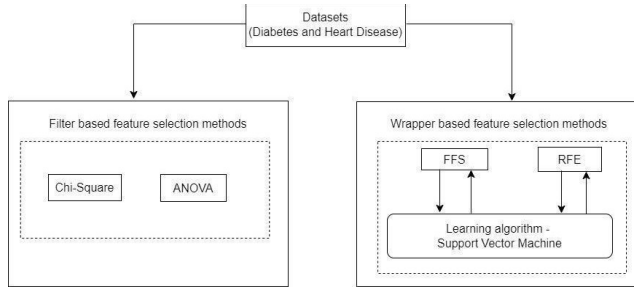 Datasets
(Diabetes and Heart Disease)
Filter based feature selection methods
Chi-Square
ANOVA
Wrapper based feature selection methods
FFS
RFE
Learning algorithm -
Support Vector Machine